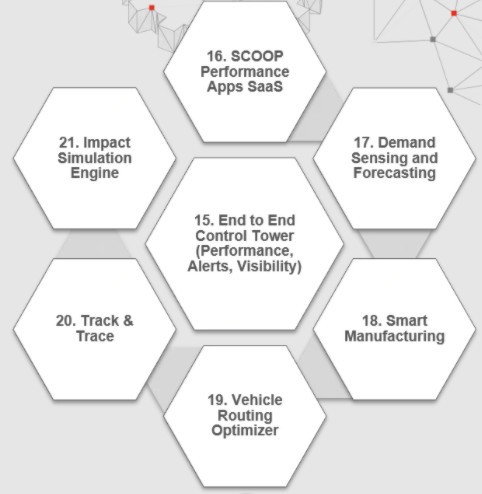 16. SCOOP
Performance
Apps SaaS
17. Demand
Sensing and
Forecasting
18. Smart
Manufacturing
19. Vehicle
Routing
Optimizer
20. Track &
Trace
21. Impact
Simulation
Engine
15. End to End
Control Tower
(Performance,
Alerts, Visibility)